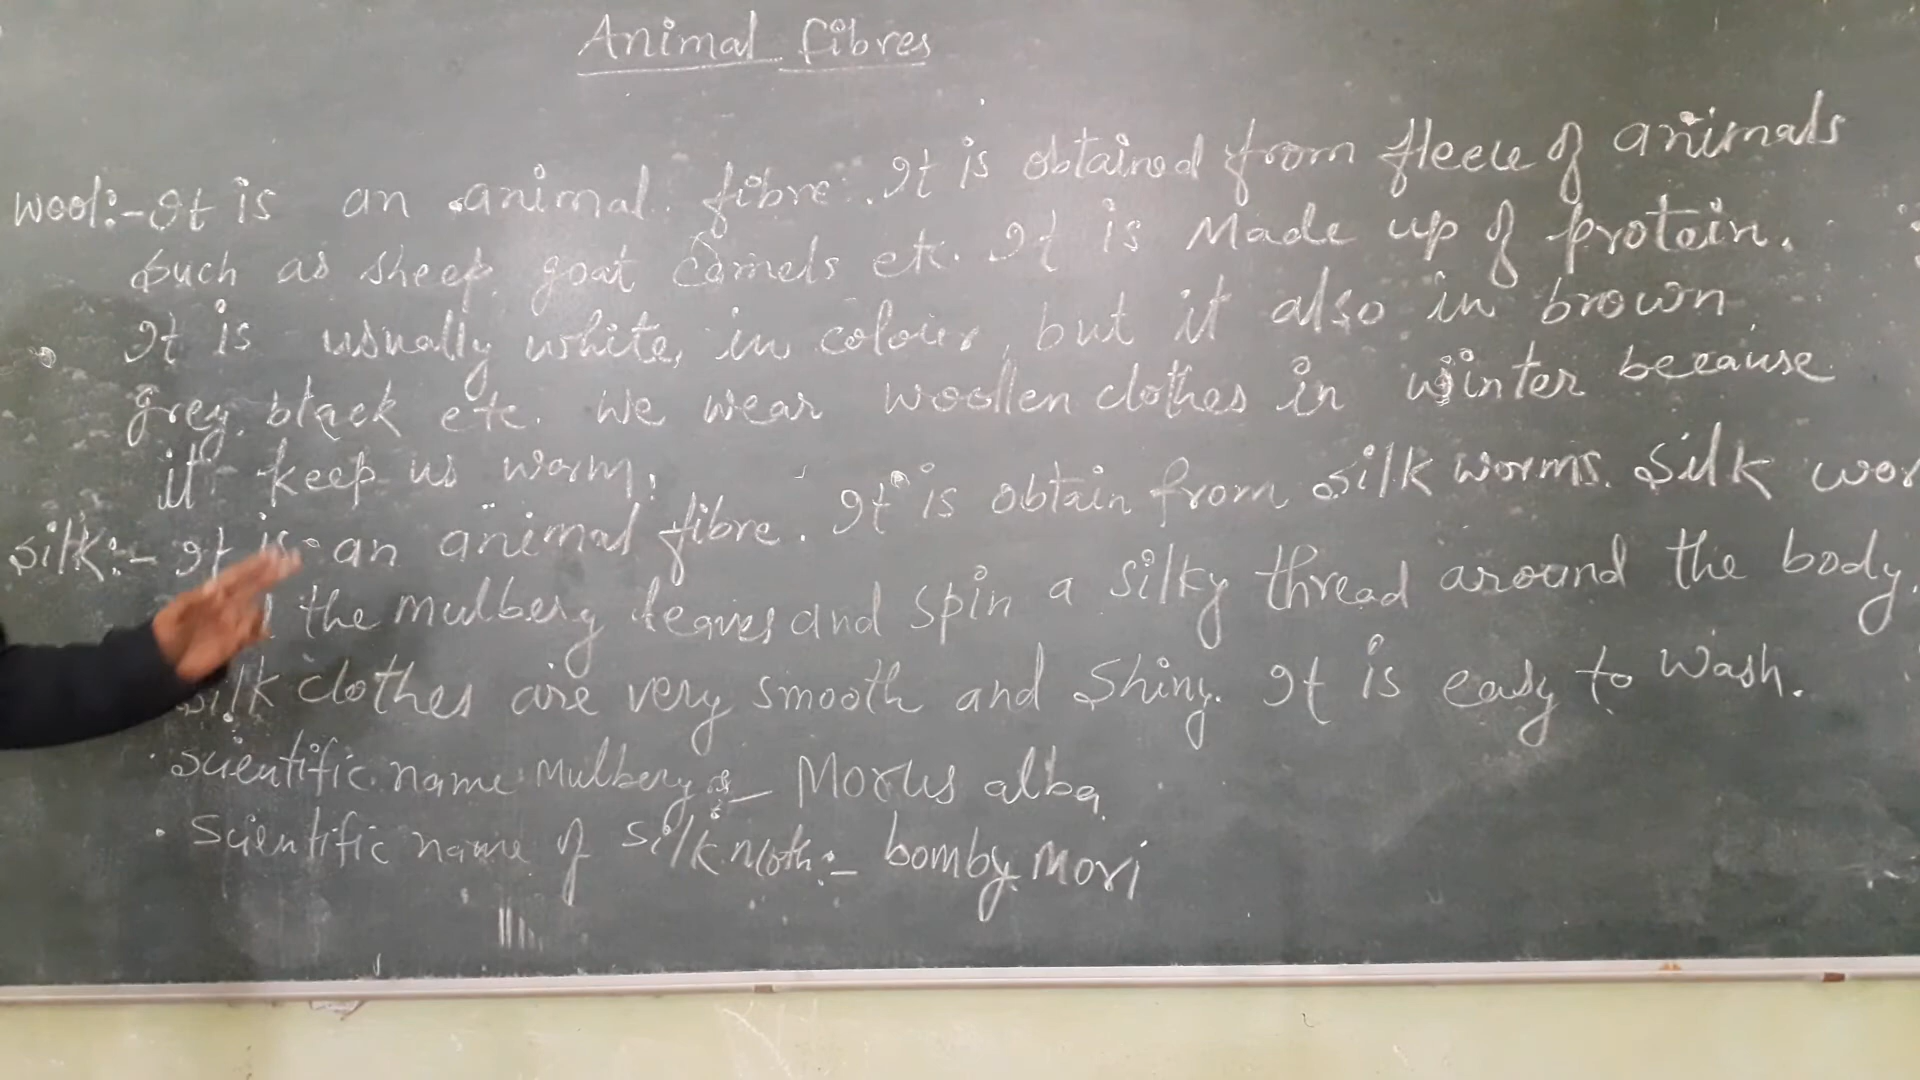 Animal fibres
Wool:- It is an animal fibre. It is obtained from fleece of animals
such as sheep, goat camels etc. It is Made up of protein.
It is usually white, in colour, but it also in brown,
grey, black etc. We wear woollen clothes in winter because
it keep us warm.
Silk:- It is an animal fibre. It is obtain from silk worms. Silk wor
the mulbery leaves and spin a silky thread around the body.
Silk clothes are very smooth and Shiny. It is easy to wash.
· Scientific name Mulbery :- Morus alba
· Scientific name of silk Moth :- bomby Mori